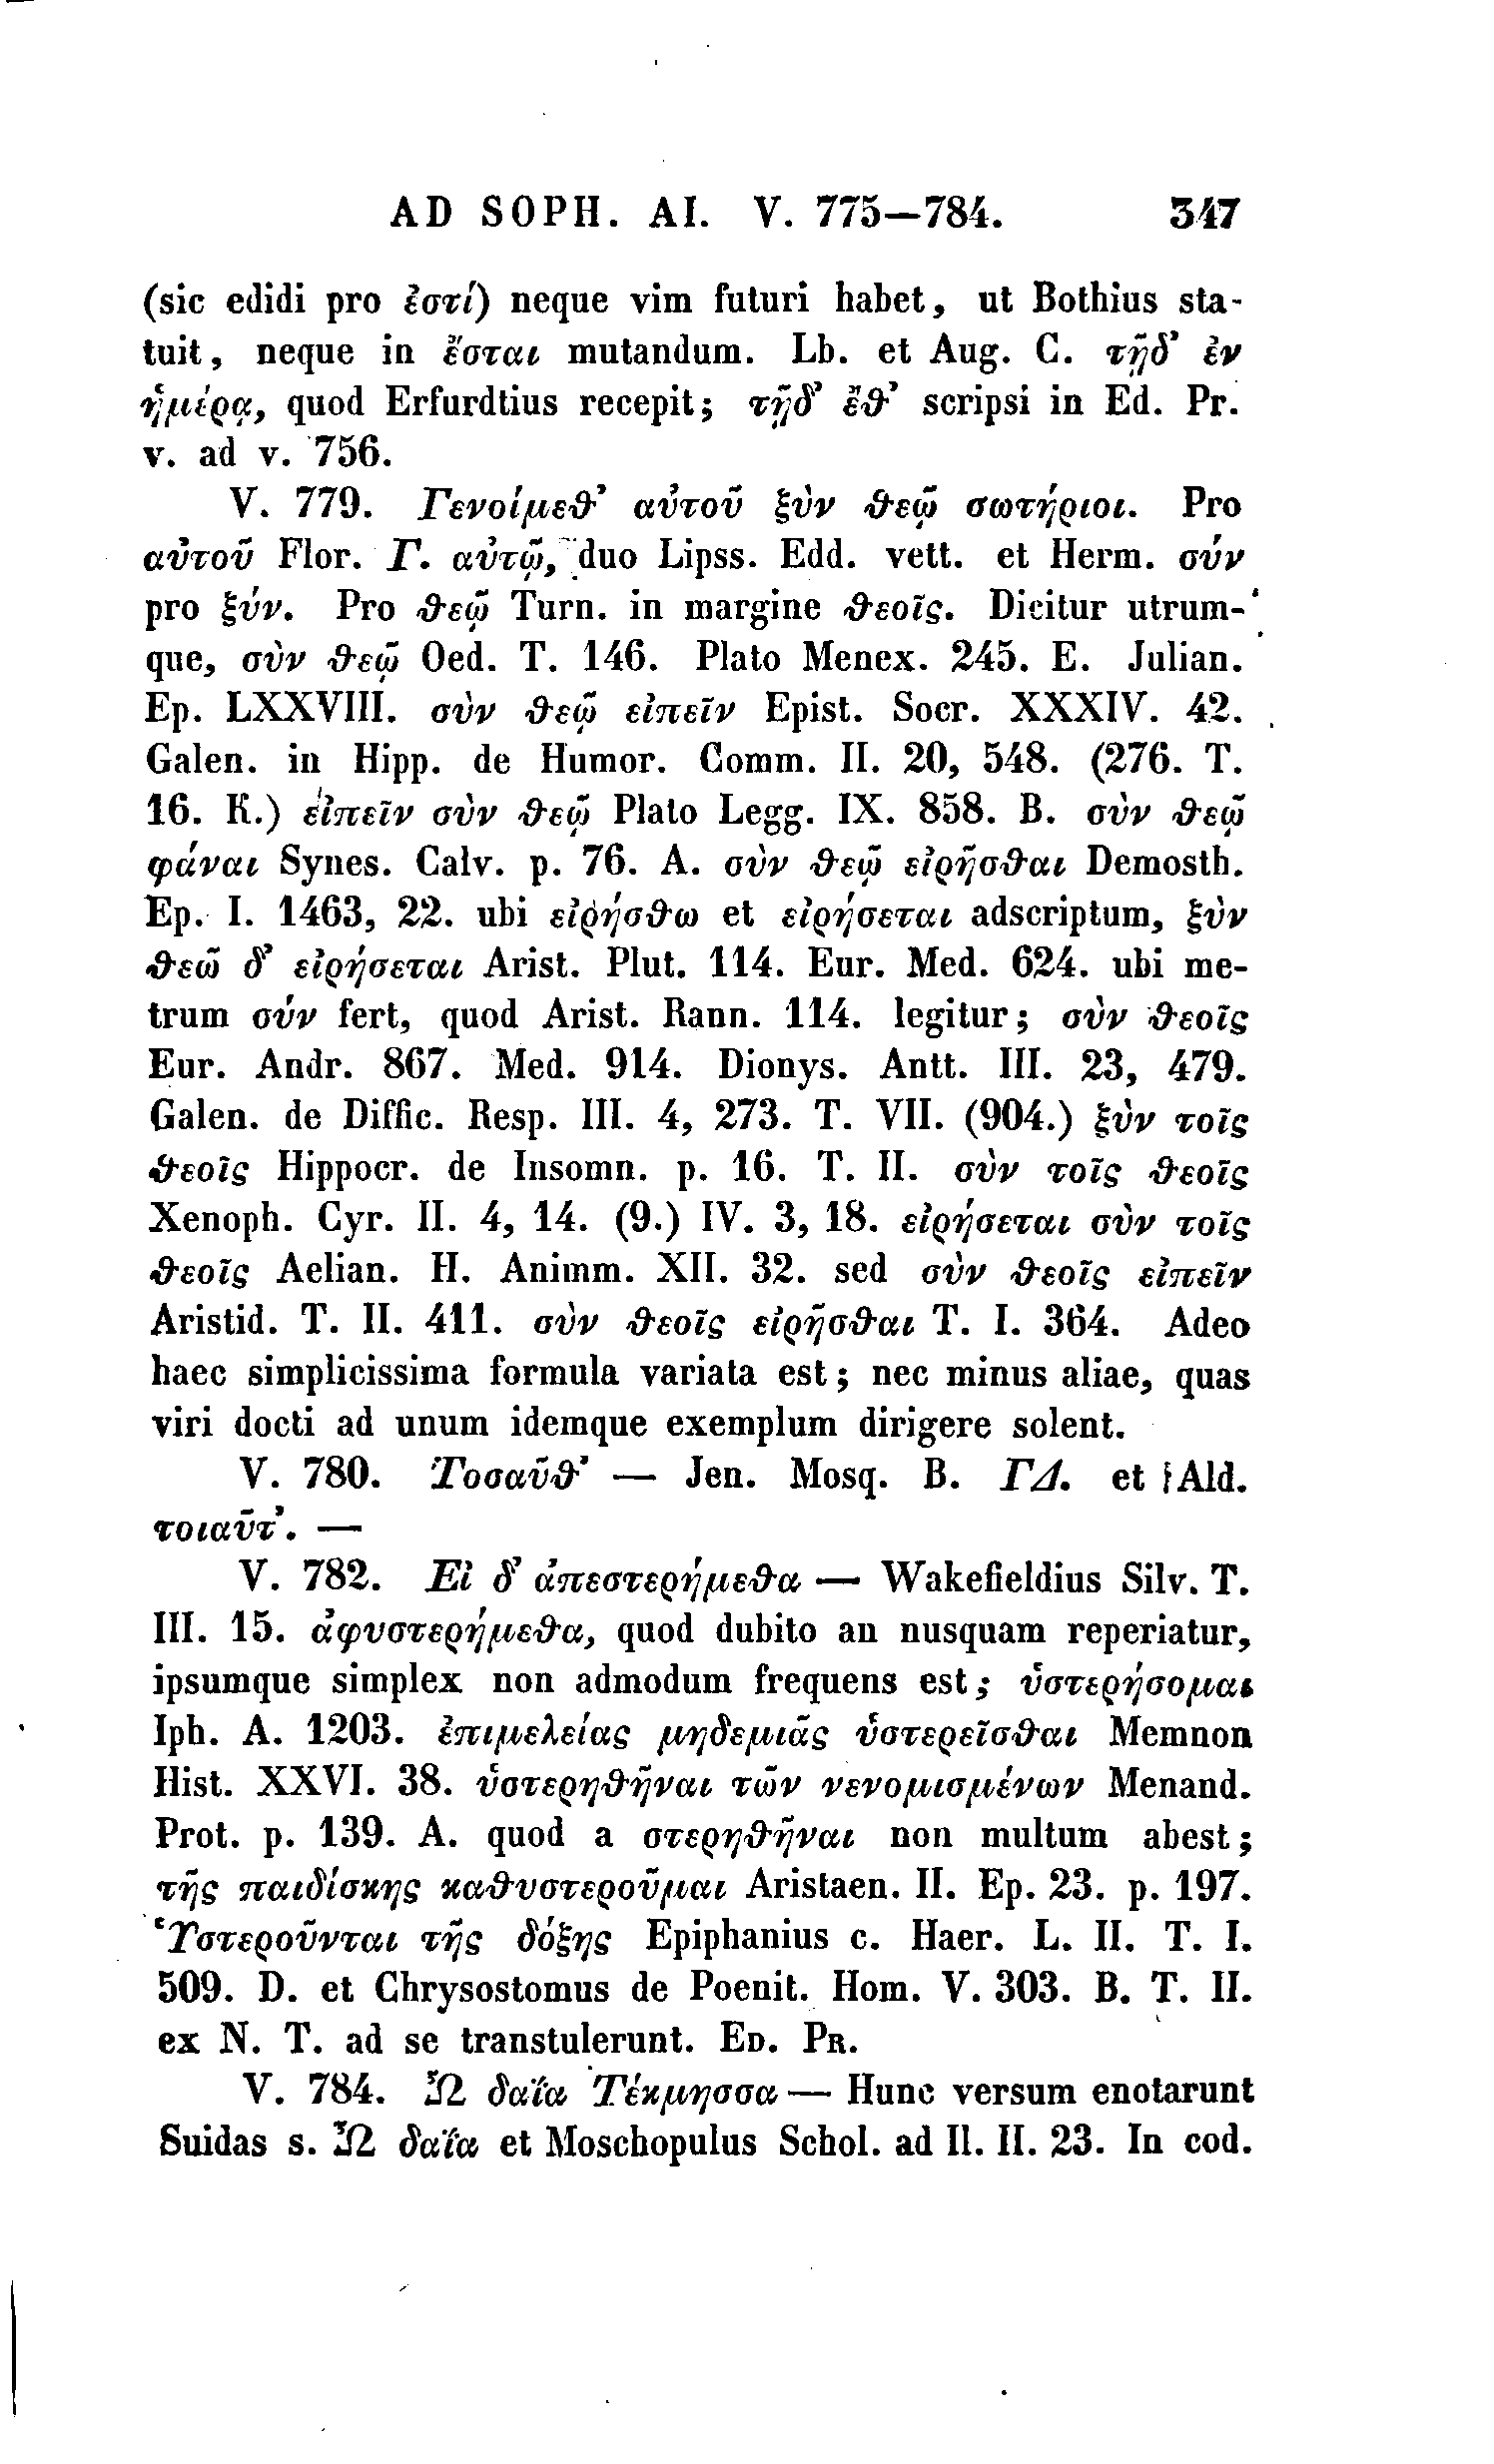 AD SOPH. AI. V. 775—784. 347
(sic edidi pro ἐστί) neque vim futuri habet, ut Bothius sta-
tuit, neque in ἔσται mutandum. Lb. et Aug. C. τῇδ’ ἐν
ἡμέρᾳ, quod Erfurdtius recepit; τῇδ’ ἔθ’ scripsi in Ed. Pr.
v. ad v. 756.
V. 779. Γενοίμεθ’ αὐτοῦ ξὺν θεῷ σωτήριοι. Pro
αὐτοῦ Flor. Γ. αὐτῷ, duo Lipss. Edd. vett. et Herm. σύν
pro ξύν. Pro θεῷ Turn. in margine θεοῖς. Dicitur utrum-
que, σὺν θεῷ Oed. T. 146. Plato Menex. 245. E. Julian.
Ep. LXXVIII. σὺν θεῷ εἰπεῖν Epist. Socr. XXXIV. 42.
Galen. in Hipp. de Humor. Comm. II. 20, 548. (276. T.
16. K.) εἰπεῖν σὺν θεῷ Plato Legg. IX. 858. B. σὺν θεῷ
φάναι Synes. Calv. p. 76. A. σὺν θεῷ εἰρῆσθαι Demosth.
Ep. I. 1463, 22. ubi εἰρήσθω et εἰρήσεται adscriptum, ξὺν
θεῶ δ’ εἰρήσεται Arist. Plut. 114. Eur. Med. 624. ubi me-
trum σύν fert, quod Arist. Rann. 114. legitur; σὺν θεοῖς
Eur. Andr. 867. Med. 914. Dionys. Antt. III. 23, 479.
Galen. de Diffic. Resp. III. 4, 273. T. VII. (904.) ξὺν τοῖς
θεοῖς Hippocr. de Insomn. p. 16. T. II. σὺν τοῖς θεοῖς
Xenoph. Cyr. II. 4, 14. (9.) IV. 3, 18. εἰρήσεται σὺν τοῖς
θεοῖς Aelian. H. Animm. XII. 32. sed σὺν θεοῖς εἰπεῖν
Aristid. T. II. 411. σὺν θεοῖς εἰρῆσθαι T. I. 364. Adeo
haec simplicissima formula variata est; nec minus aliae, quas
viri docti ad unum idemque exemplum dirigere solent.
V. 780. Τοσαῦθ’ — Jen. Mosq. B. ΓΔ. et Ald.
τοιαῦτ’. —
V. 782. Εἰ δ’ ἀπεστερήμεθα — Wakefieldius Silv. T.
III. 15. ἀφυστερήμεθα, quod dubito an nusquam reperiatur,
ipsumque simplex non admodum frequens est; ὑστερήσομαι
Iph. A. 1203. ἐπιμελείας μηδεμιᾶς ὑστερεῖσθαι Memnon
Hist. XXVI. 38. ὑστερηθῆναι τῶν νενομισμένων Menand.
Prot. p. 139. A. quod a στερηθῆναι non multum abest;
τῆς παιδίσκης καθυστεροῦμαι Aristaen. II. Ep. 23. p. 197.
Ὑστεροῦνται τῆς δόξης Epiphanius c. Haer. L. II. T. I.
509. D. et Chrysostomus de Poenit. Hom. V. 303. B. T. II.
ex N. T. ad se transtulerunt. ED. PR.
V. 784. Ὦ δαΐα Τέκμησσα — Hunc versum enotarunt
Suidas s. Ὦ δαΐα et Moschopulus Schol. ad Il. II. 23. In cod.